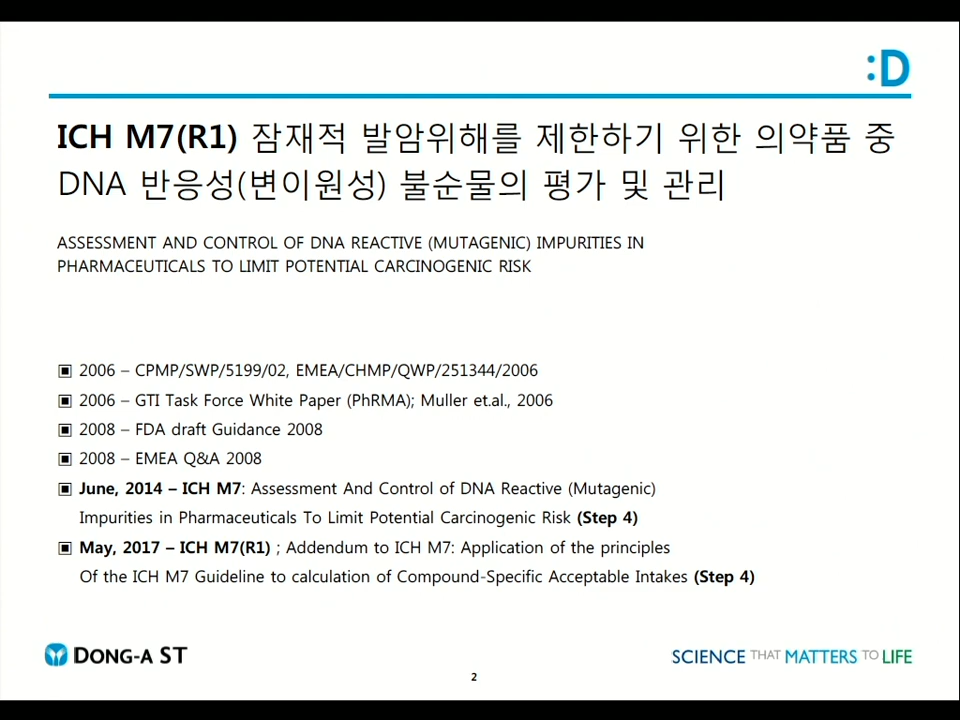 :D
ICH M7(R1) 잠재적 발암위해를 제한하기 위한 의약품 중
DNA 반응성(변이원성) 불순물의 평가 및 관리
ASSESSMENT AND CONTROL OF DNA REACTIVE (MUTAGENIC) IMPURITIES IN
PHARMACEUTICALS TO LIMIT POTENTIAL CARCINOGENIC RISK
▣ 2006 – CPMP/SWP/5199/02, EMEA/CHMP/QWP/251344/2006
▣ 2006 – GTI Task Force White Paper (PhRMA); Muller et.al., 2006
▣ 2008 – FDA draft Guidance 2008
▣ 2008 – EMEA Q&A 2008
▣ June, 2014 – ICH M7: Assessment And Control of DNA Reactive (Mutagenic)
Impurities in Pharmaceuticals To Limit Potential Carcinogenic Risk (Step 4)
▣ May, 2017 – ICH M7(R1) ; Addendum to ICH M7: Application of the principles
Of the ICH M7 Guideline to calculation of Compound-Specific Acceptable Intakes (Step 4)
DONG-A ST
SCIENCE THAT MATTERS TO LIFE
2